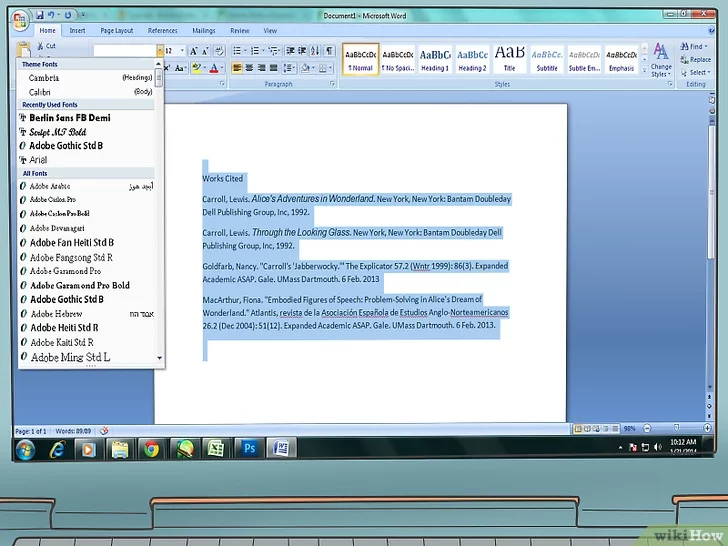 Document1 - Microsoft Word
Home Insert Page Layout References Mailings Review View
Cut
12
Paragraph
AaBbCcDc AaBbCcDc AaBbC AaBbCc AaB AaBbCcI AaBbCcDc AaBbCcDc
¶ Normal ¶ No Spaci... Heading 1 Heading 2 Title Subtitle Subtle Em... Emphasis
Change Styles
Styles
Find
Replace
Select
Editing
Theme Fonts
Cambria (Headings)
Calibri (Body)
Recently Used Fonts
Berlin Sans FB Demi
Script MT Bold
Adobe Gothic Std B
Arial
All Fonts
Adobe Arabic أبجد هوز
Adobe Caslon Pro
Adobe Caslon Pro Bold
Adobe Devanagari
Adobe Fan Heiti Std B
Adobe Fangsong Std R
Adobe Garamond Pro
Adobe Garamond Pro Bold
Adobe Gothic Std B
Adobe Hebrew אבגד הוז
Adobe Heiti Std R
Adobe Kaiti Std R
Adobe Ming Std L
Works Cited
Carroll, Lewis. Alice's Adventures in Wonderland. New York, New York: Bantam Doubleday
Dell Publishing Group, Inc, 1992.
Carroll, Lewis. Through the Looking Glass. New York, New York: Bantam Doubleday Dell
Publishing Group, Inc, 1992.
Goldfarb, Nancy. "Carroll's 'Jabberwocky.'" The Explicator 57.2 (Wntr 1999): 86(3). Expanded
Academic ASAP. Gale. UMass Dartmouth. 6 Feb. 2013
MacArthur, Fiona. "Embodied Figures of Speech: Problem-Solving in Alice's Dream of
Wonderland." Atlantis, revista de la Asociación Española de Estudios Anglo-Norteamericanos
26.2 (Dec 2004): 51(12). Expanded Academic ASAP. Gale. UMass Dartmouth. 6 Feb. 2013.
Page: 1 of 1 Words: 89/89
98%
Ps
10:12 AM
1/21/2014
wikiHow